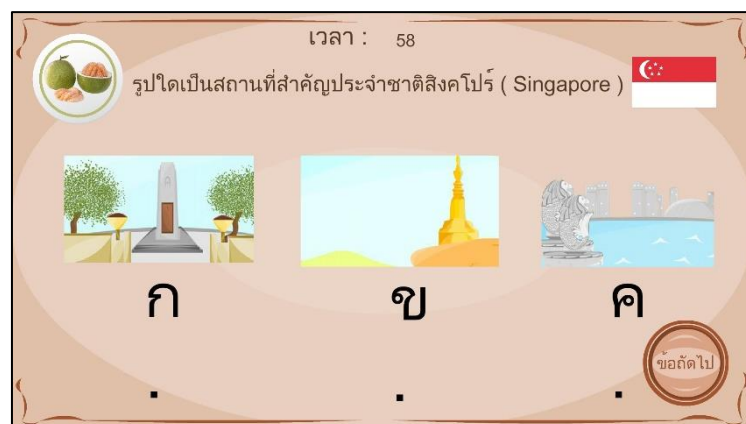 เวลา : 58
รูปใดเป็นสถานที่สำคัญประจำชาติสิงคโปร์ ( Singapore )
ก ข ค
ข้อถัดไป
. . .